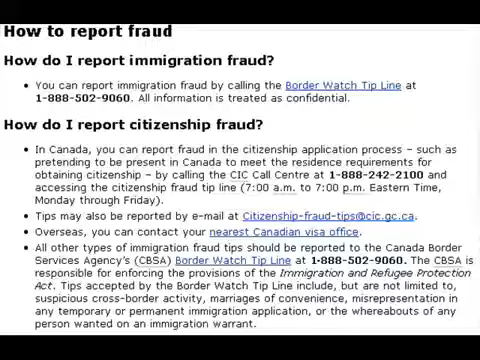 How to report fraud
How do I report immigration fraud?
• You can report immigration fraud by calling the Border Watch Tip Line at
1-888-502-9060. All information is treated as confidential.
How do I report citizenship fraud?
• In Canada, you can report fraud in the citizenship application process – such as
pretending to be present in Canada to meet the residence requirements for
obtaining citizenship – by calling the CIC Call Centre at 1-888-242-2100 and
accessing the citizenship fraud tip line (7:00 a.m. to 7:00 p.m. Eastern Time,
Monday through Friday).
• Tips may also be reported by e-mail at Citizenship-fraud-tips@cic.gc.ca.
• Overseas, you can contact your nearest Canadian visa office.
• All other types of immigration fraud tips should be reported to the Canada Border
Services Agency's (CBSA) Border Watch Tip Line at 1-888-502-9060. The CBSA is
responsible for enforcing the provisions of the Immigration and Refugee Protection
Act. Tips accepted by the Border Watch Tip Line include, but are not limited to,
suspicious cross-border activity, marriages of convenience, misrepresentation in
any temporary or permanent immigration application, or the whereabouts of any
person wanted on an immigration warrant.